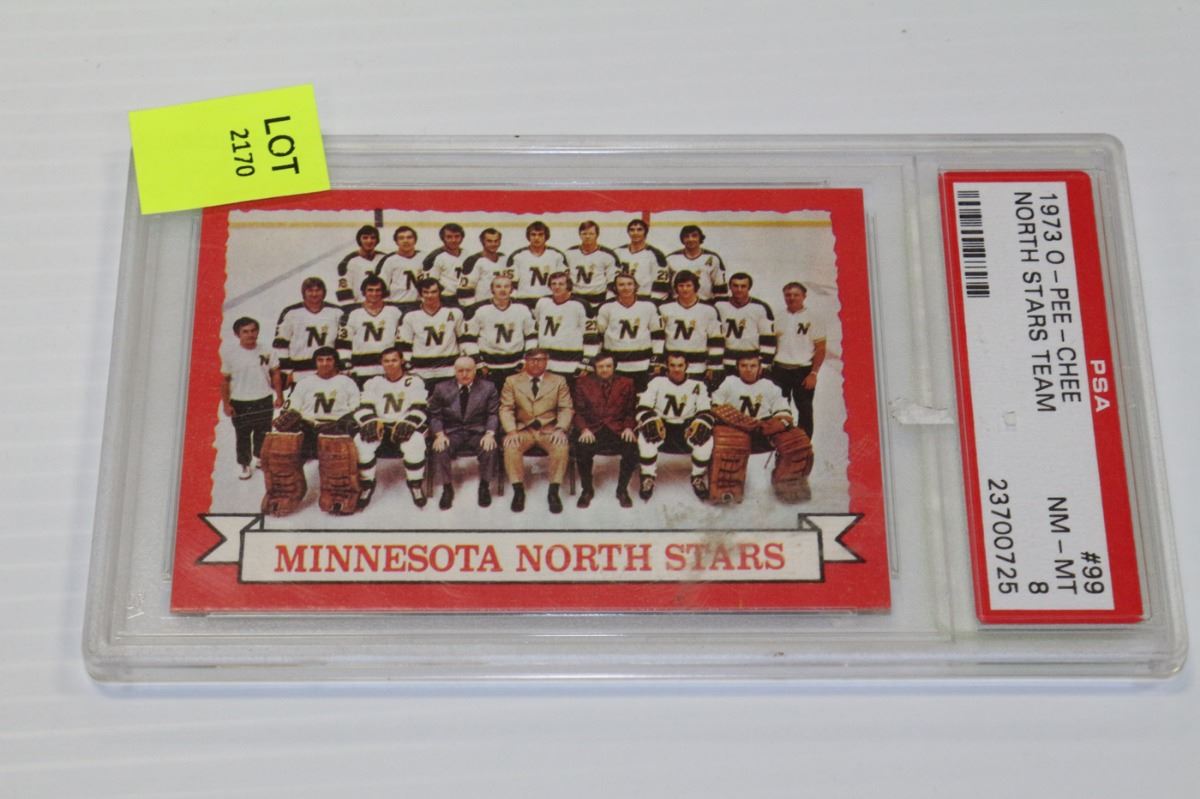 LOT
2170
MINNESOTA NORTH STARS
PSA
1973 O-PEE-CHEE #99
NORTH STARS TEAM NM-MT
8
23700725